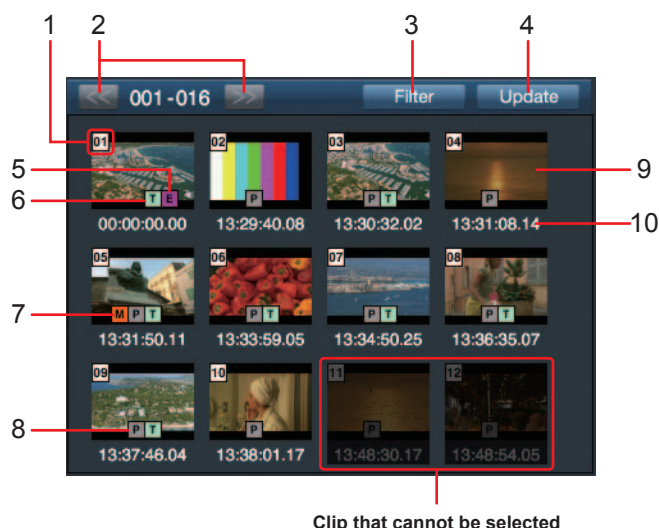 1 2 3 4
<< 001-016 >> Filter Update
01 02 03 04
5 T E P P T P 9
6 00:00:00.00 13:29:40.08 13:30:32.02 13:31:08.14 10
05 06 07 08
7 M P T P T P T P T
13:31:50.11 13:33:59.05 13:34:50.25 13:36:35.07
09 10 11 12
8 P T P P P
13:37:46.04 13:38:01.17 13:48:30.17 13:48:54.05
Clip that cannot be selected